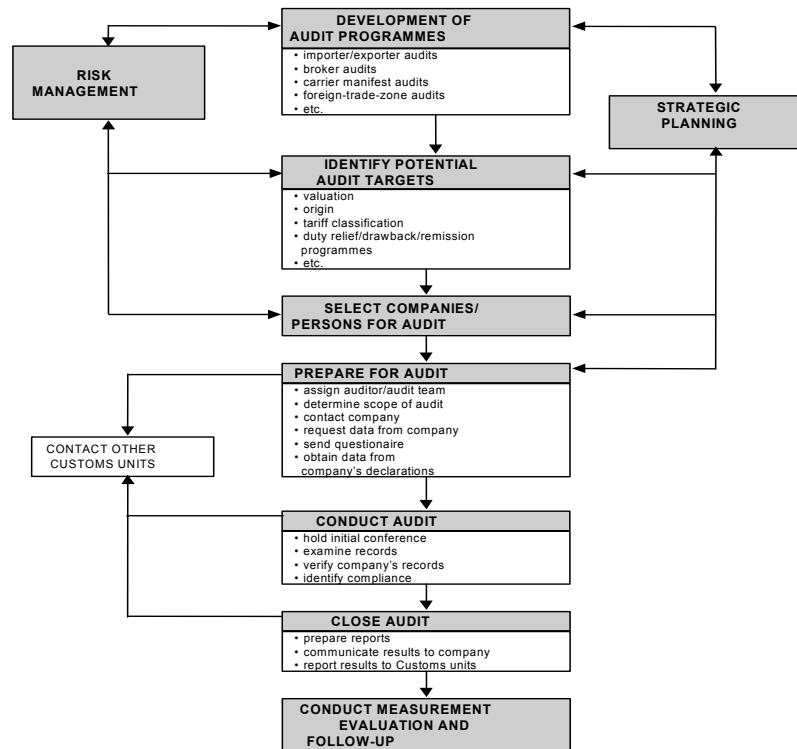 DEVELOPMENT OF
AUDIT PROGRAMMES
• importer/exporter audits
• broker audits
• carrier manifest audits
• foreign-trade-zone audits
• etc.
RISK
MANAGEMENT
STRATEGIC
PLANNING
IDENTIFY POTENTIAL
AUDIT TARGETS
• valuation
• origin
• tariff classification
• duty relief/drawback/remission
programmes
• etc.
SELECT COMPANIES/
PERSONS FOR AUDIT
PREPARE FOR AUDIT
• assign auditor/audit team
• determine scope of audit
• contact company
• request data from company
• send questionaire
• obtain data from
company's declarations
CONTACT OTHER
CUSTOMS UNITS
CONDUCT AUDIT
• hold initial conference
• examine records
• verify company's records
• identify compliance
CLOSE AUDIT
• prepare reports
• communicate results to company
• report results to Customs units
CONDUCT MEASUREMENT
EVALUATION AND
FOLLOW-UP